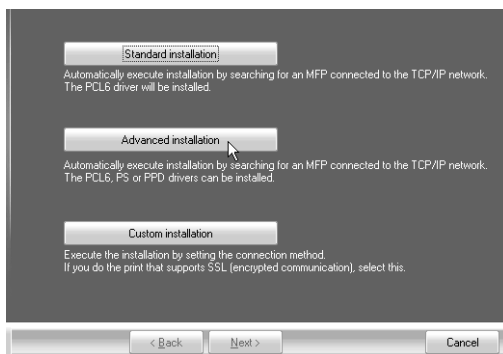 Standard installation
Automatically execute installation by searching for an MFP connected to the TCP/IP network.
The PCL6 driver will be installed.
Advanced installation
Automatically execute installation by searching for an MFP connected to the TCP/IP network.
The PCL6, PS or PPD drivers can be installed.
Custom installation
Execute the installation by setting the connection method.
If you do the print that supports SSL (encrypted communication), select this.
< Back Next > Cancel